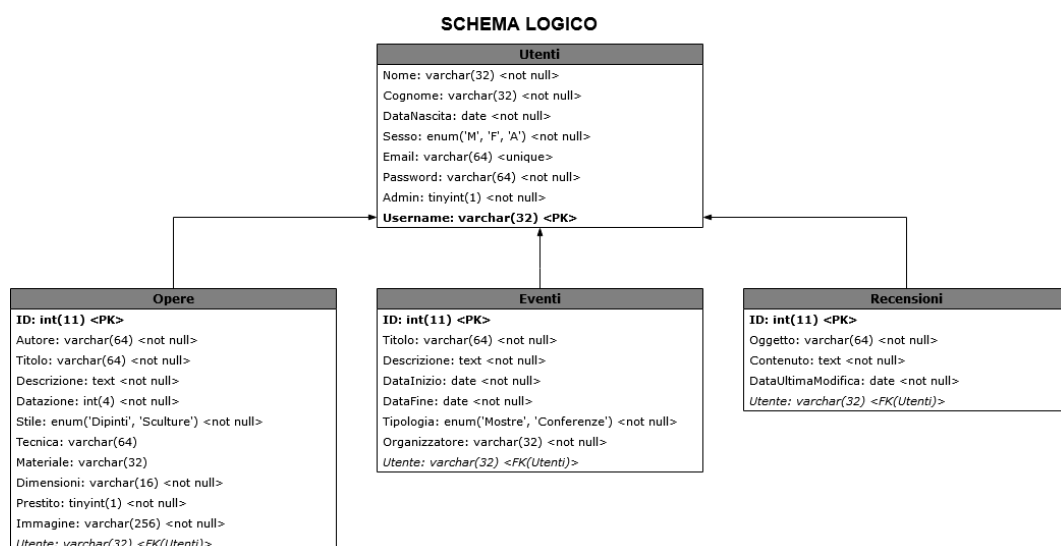 SCHEMA LOGICO
Utenti
Nome: varchar(32) <not null>
Cognome: varchar(32) <not null>
DataNascita: date <not null>
Sesso: enum('M', 'F', 'A') <not null>
Email: varchar(64) <unique>
Password: varchar(64) <not null>
Admin: tinyint(1) <not null>
Username: varchar(32) <PK>
Opere
ID: int(11) <PK>
Autore: varchar(64) <not null>
Titolo: varchar(64) <not null>
Descrizione: text <not null>
Datazione: int(4) <not null>
Stile: enum('Dipinti', 'Sculture') <not null>
Tecnica: varchar(64)
Materiale: varchar(32)
Dimensioni: varchar(16) <not null>
Prestito: tinyint(1) <not null>
Immagine: varchar(256) <not null>
Utente: varchar(32) <FK(Utenti)>
Eventi
ID: int(11) <PK>
Titolo: varchar(64) <not null>
Descrizione: text <not null>
DataInizio: date <not null>
DataFine: date <not null>
Tipologia: enum('Mostre', 'Conferenze') <not null>
Organizzatore: varchar(32) <not null>
Utente: varchar(32) <FK(Utenti)>
Recensioni
ID: int(11) <PK>
Oggetto: varchar(64) <not null>
Contenuto: text <not null>
DataUltimaModifica: date <not null>
Utente: varchar(32) <FK(Utenti)>